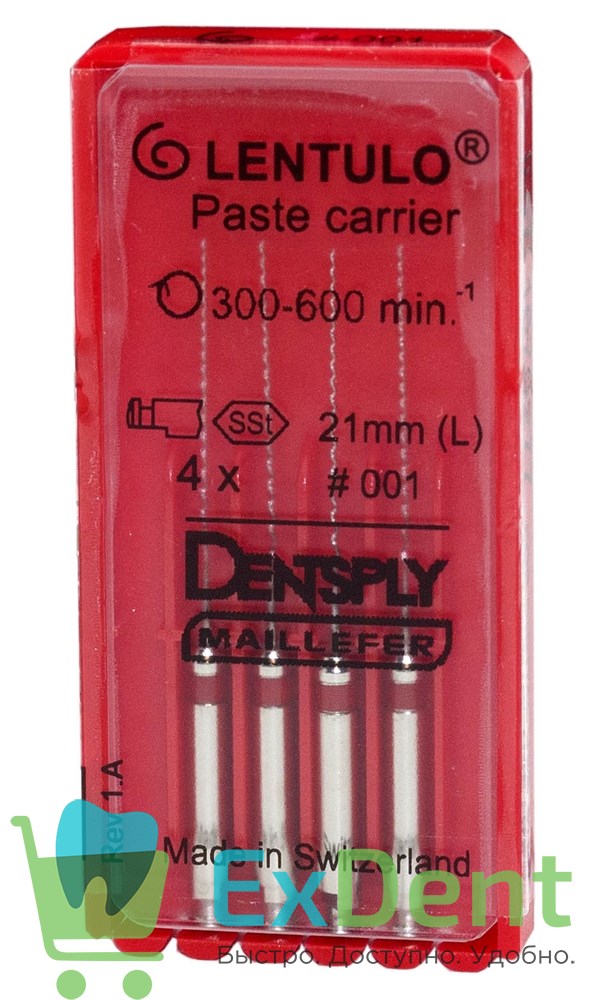 # 001
LENTULO®
Paste carrier
300-600 min.⁻¹
SSt 21mm (L)
4 x # 001
DENTSPLY
MAILLEFER
Rev 1.A
Made in Switzerland
ExDent
Быстро. Доступно. Удобно.